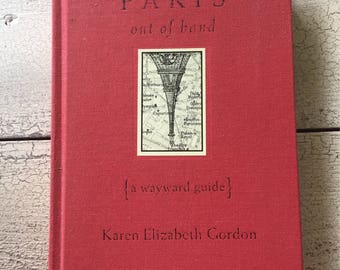 PARIS
out of hand
{a wayward guide}
Karen Elizabeth Gordon